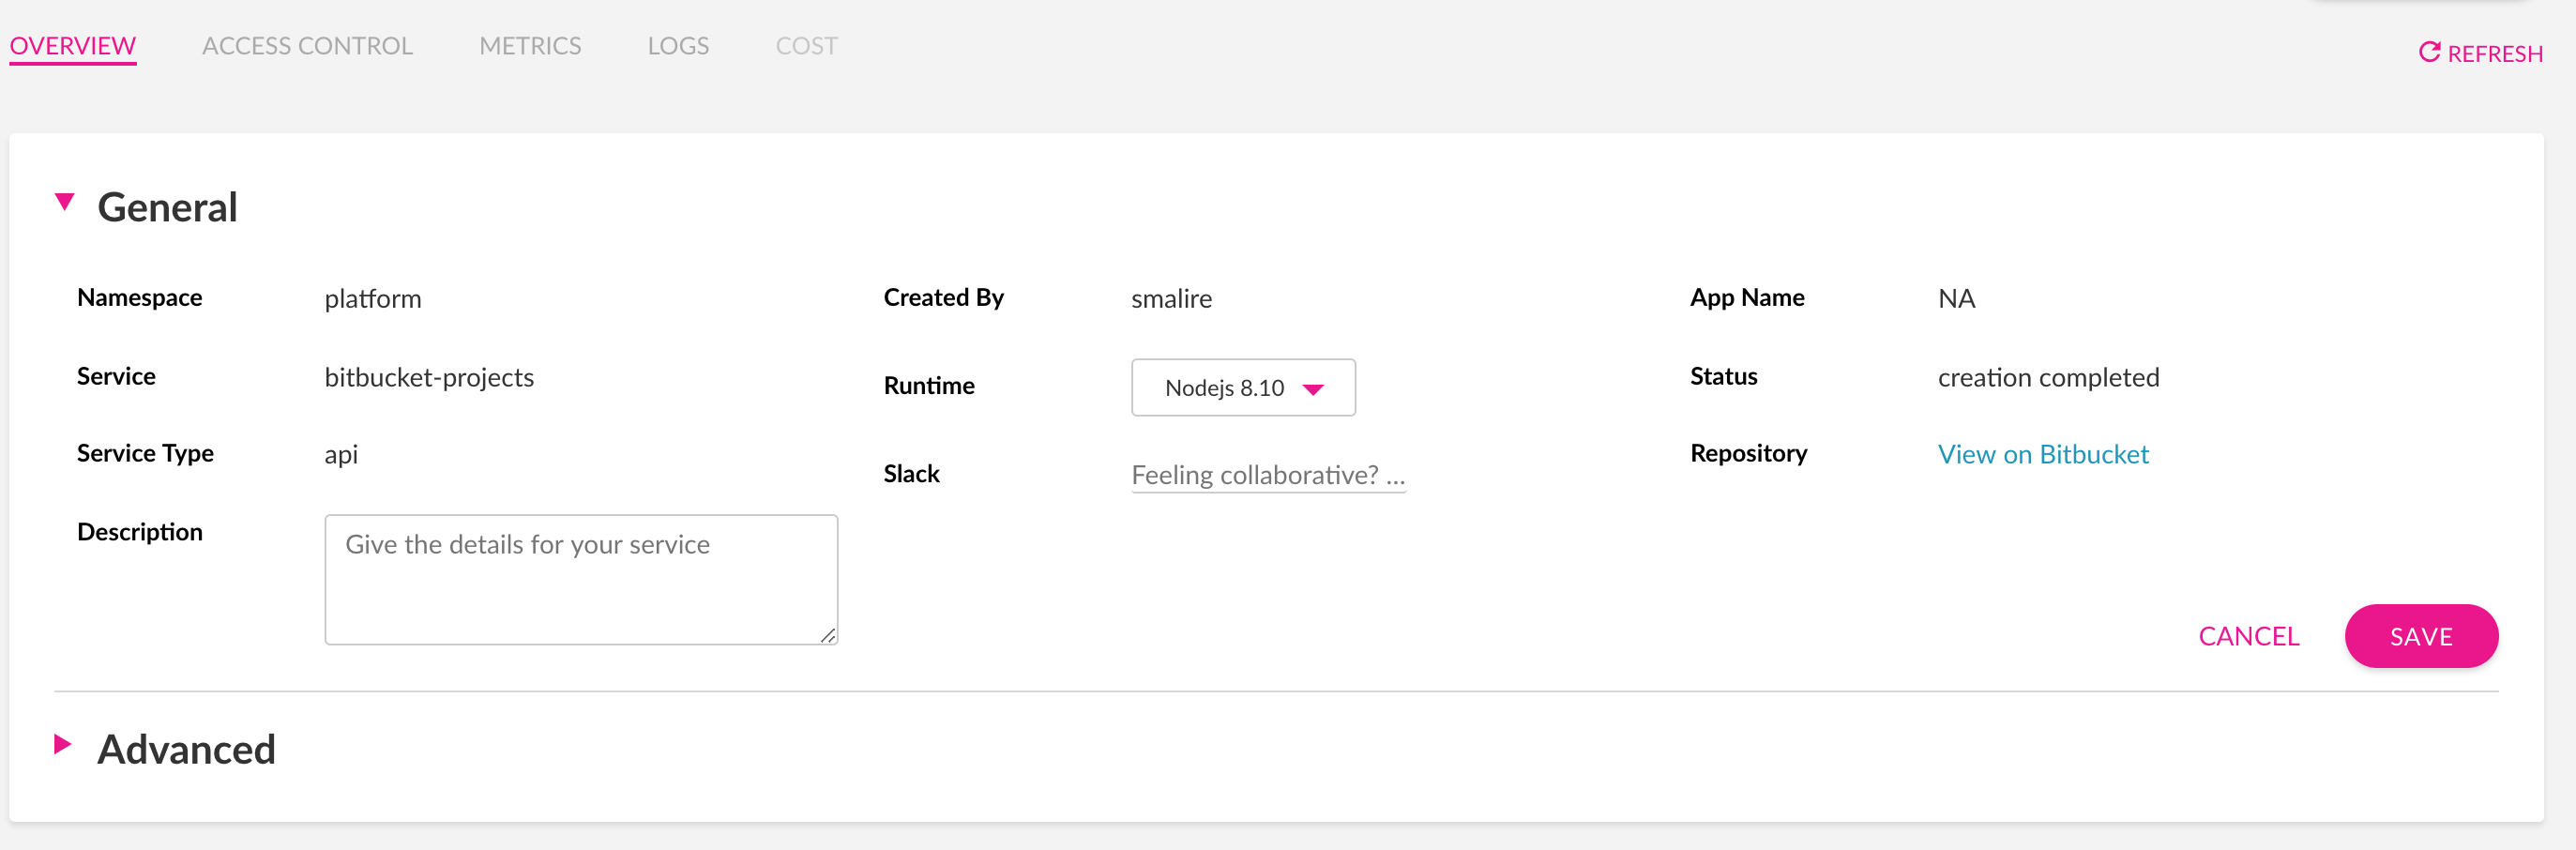 OVERVIEW ACCESS CONTROL METRICS LOGS COST
REFRESH
General
Namespace platform Created By smalire App Name NA
Service bitbucket-projects Runtime Nodejs 8.10 Status creation completed
Service Type api Slack Feeling collaborative? ... Repository View on Bitbucket
Description Give the details for your service
CANCEL SAVE
Advanced